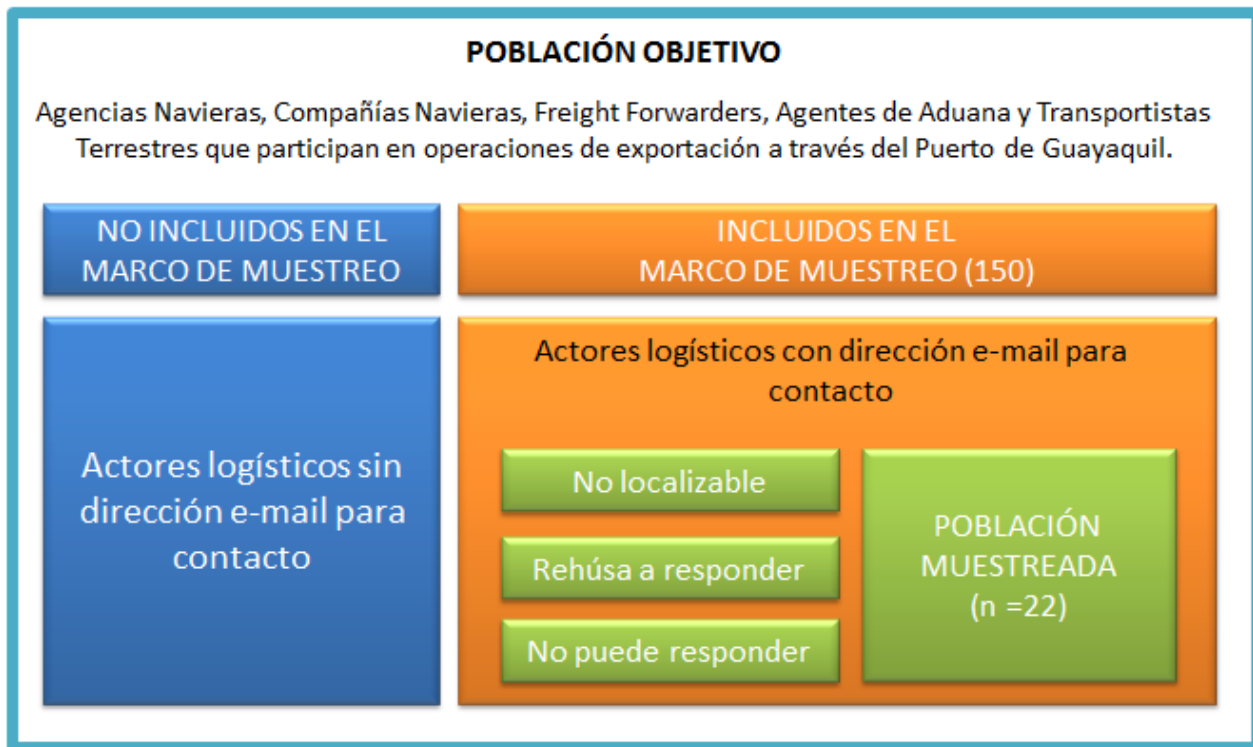 POBLACIÓN OBJETIVO
Agencias Navieras, Compañías Navieras, Freight Forwarders, Agentes de Aduana y Transportistas
Terrestres que participan en operaciones de exportación a través del Puerto de Guayaquil.
NO INCLUIDOS EN EL
MARCO DE MUESTREO
INCLUIDOS EN EL
MARCO DE MUESTREO (150)
Actores logísticos sin
dirección e-mail para
contacto
Actores logísticos con dirección e-mail para
contacto
No localizable
Rehúsa a responder
No puede responder
POBLACIÓN
MUESTREADA
(n =22)